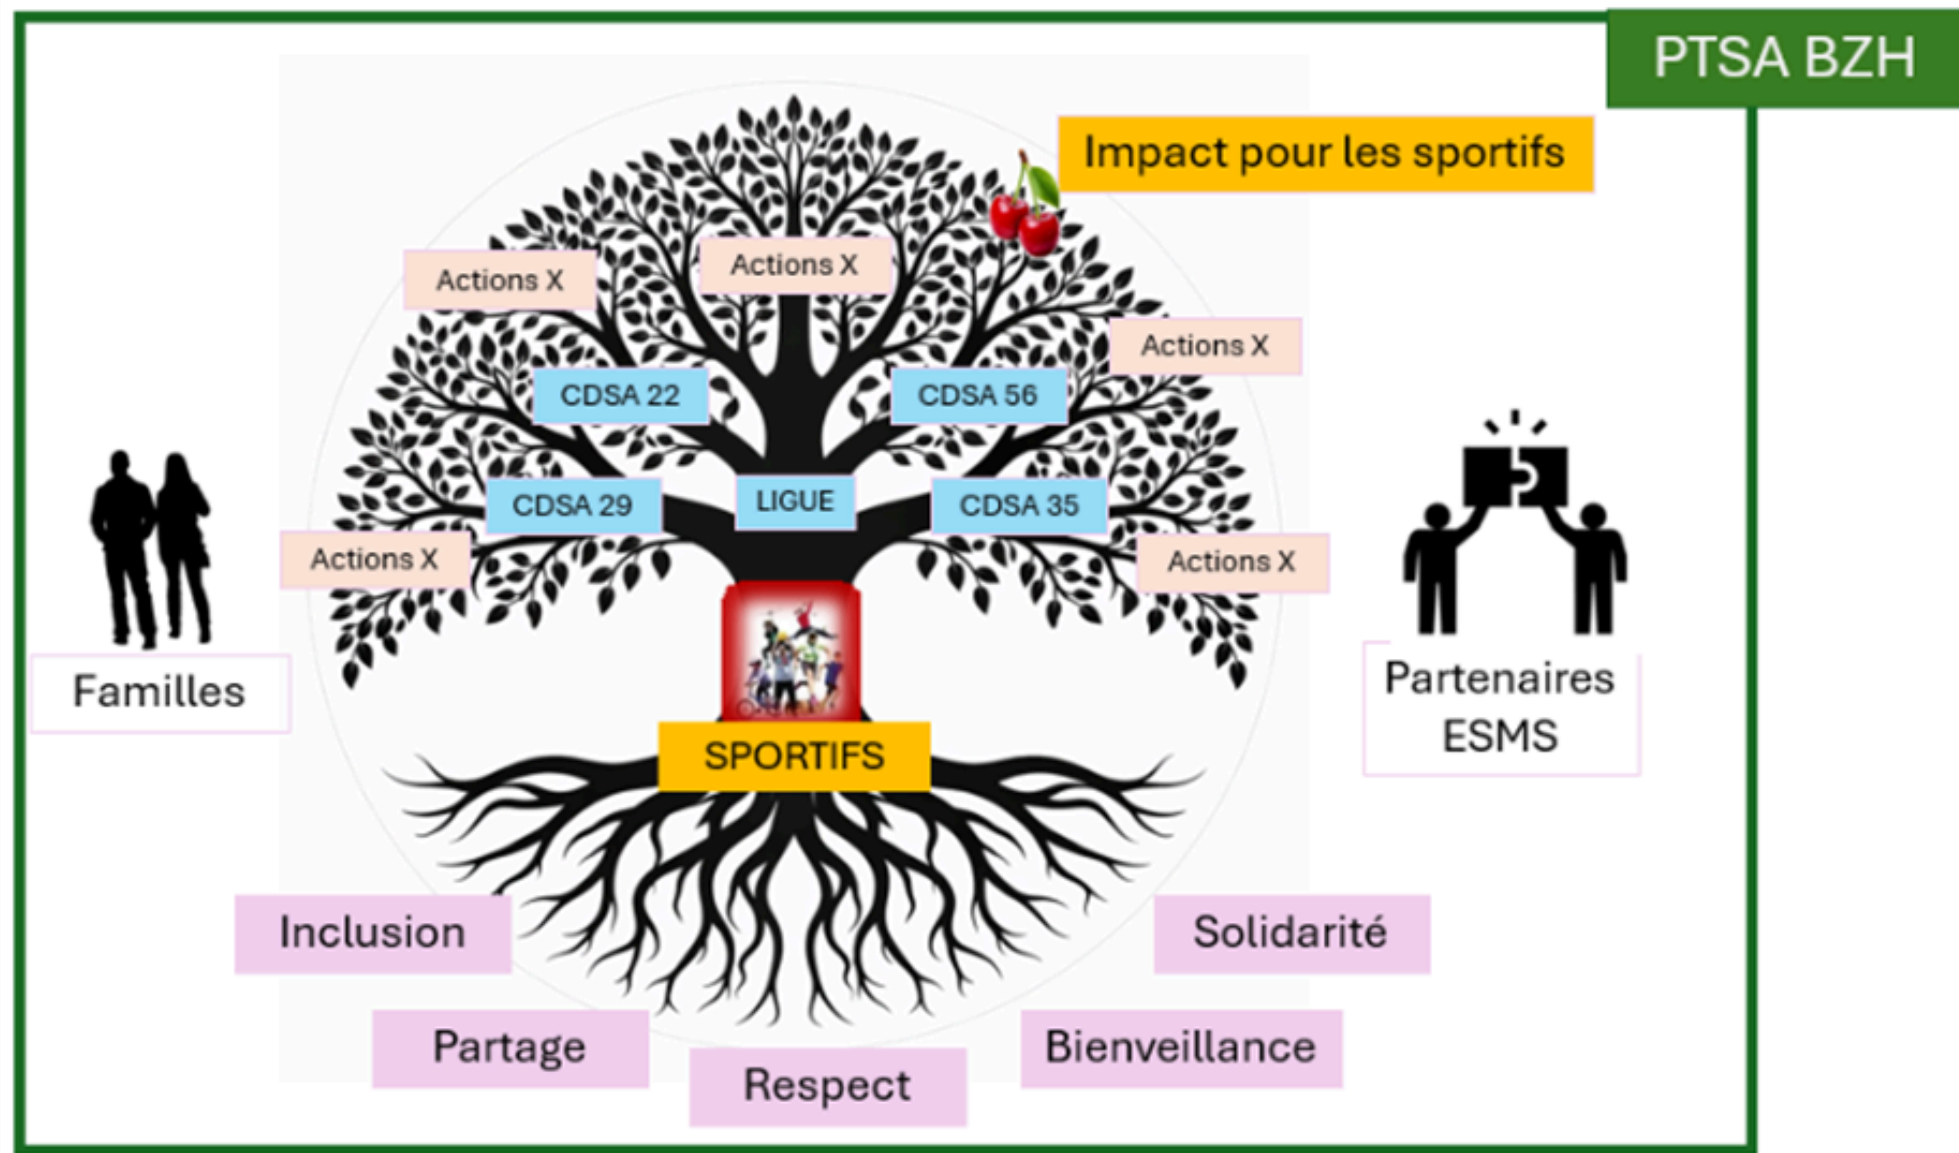 PTSA BZH
Impact pour les sportifs
Actions X
Actions X
Actions X
CDSA 22
CDSA 56
CDSA 29
LIGUE
CDSA 35
Actions X
Actions X
Familles
Partenaires
ESMS
SPORTIFS
Inclusion
Solidarité
Partage
Bienveillance
Respect